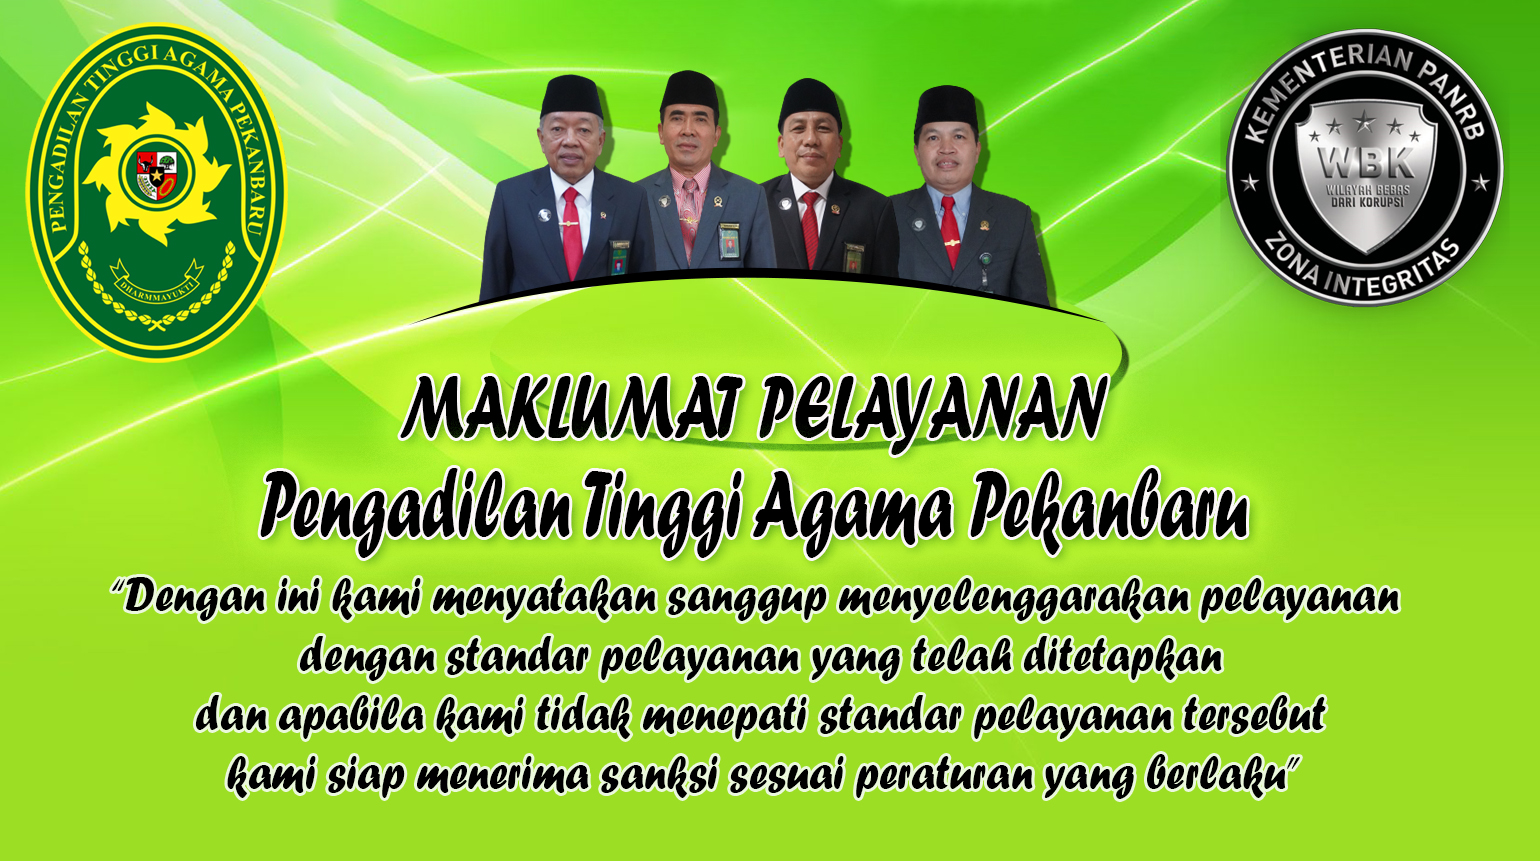 PENGADILAN TINGGI AGAMA PEKANBARU
DHARMMAYUKTI
KEMENTERIAN PANRB
WBK
WILAYAH BEBAS
DARI KORUPSI
ZONA INTEGRITAS
MAKLUMAT PELAYANAN
Pengadilan Tinggi Agama Pekanbaru
“Dengan ini kami menyatakan sanggup menyelenggarakan pelayanan
dengan standar pelayanan yang telah ditetapkan
dan apabila kami tidak menepati standar pelayanan tersebut
kami siap menerima sanksi sesuai peraturan yang berlaku”